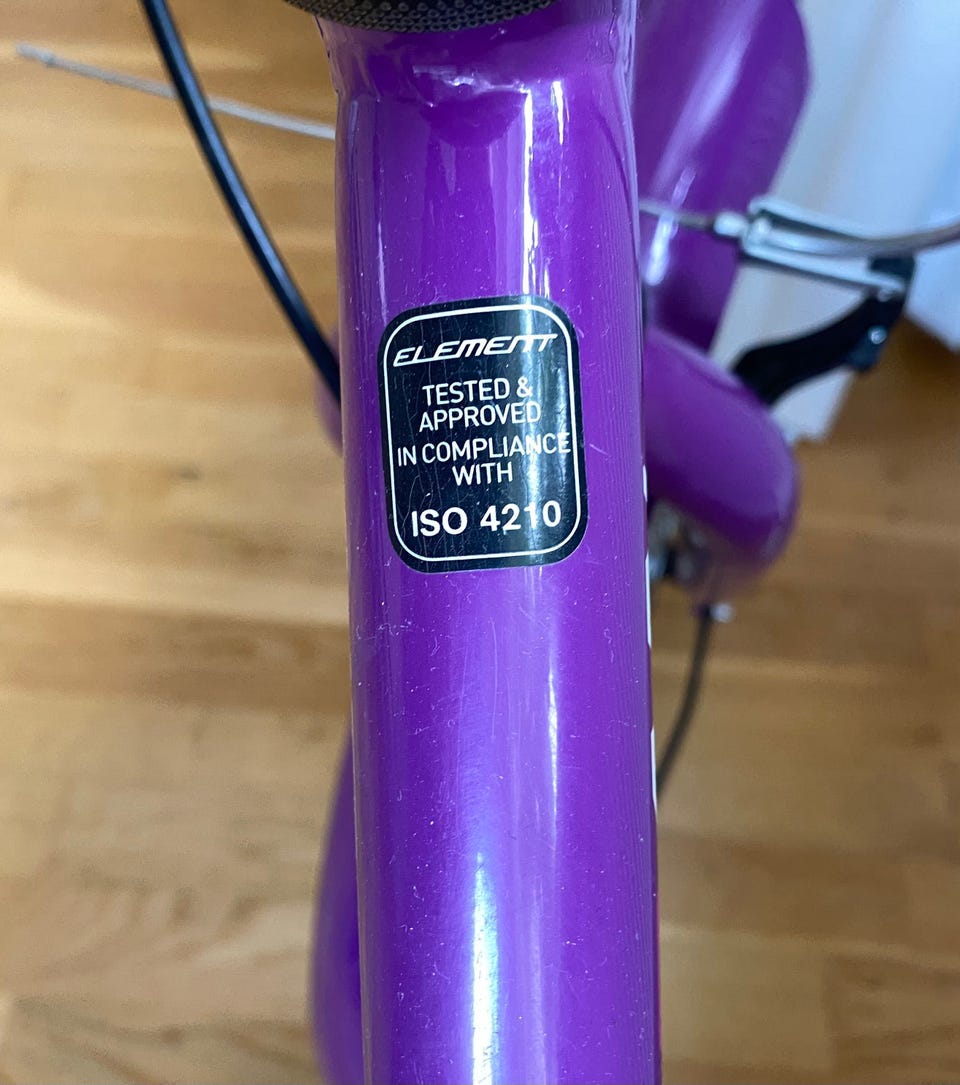 ELEMENT
TESTED &
APPROVED
IN COMPLIANCE
WITH
ISO 4210